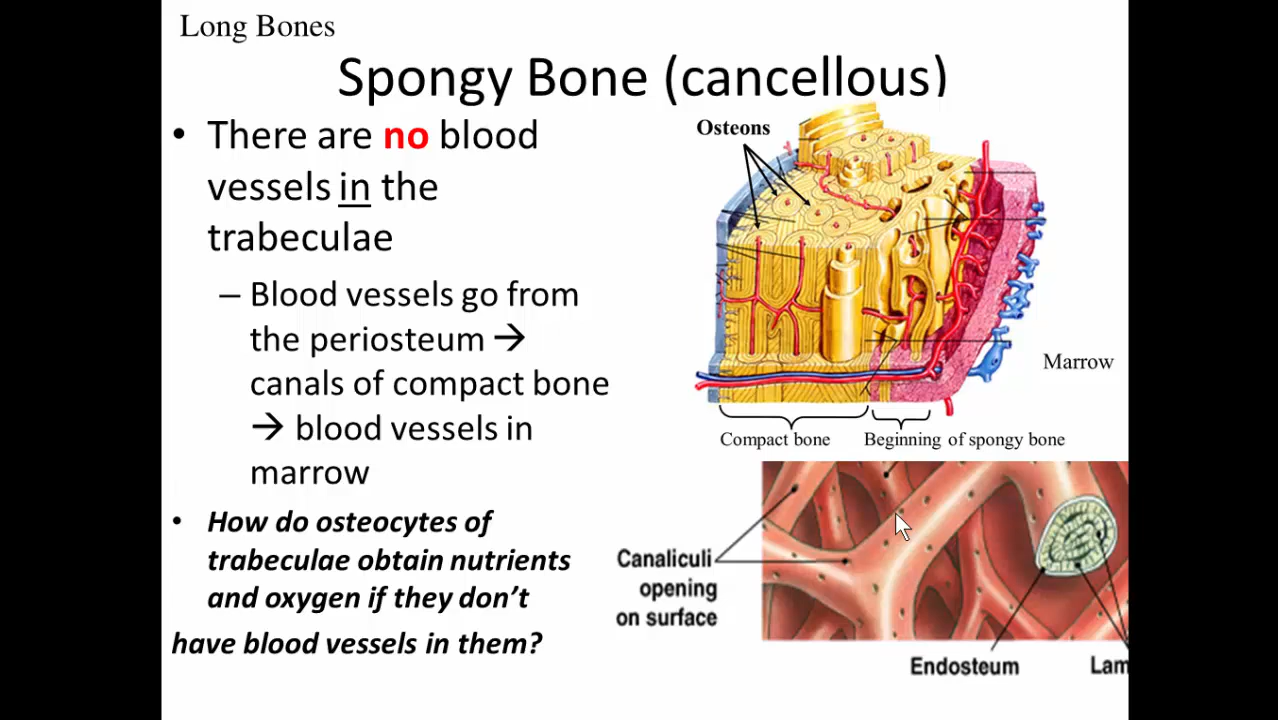 Long Bones
Spongy Bone (cancellous)
• There are no blood
vessels in the
trabeculae
– Blood vessels go from
the periosteum →
canals of compact bone
→ blood vessels in
marrow
• How do osteocytes of
trabeculae obtain nutrients
and oxygen if they don't
have blood vessels in them?
Osteons
Marrow
Compact bone
Beginning of spongy bone
Canaliculi
opening
on surface
Endosteum
Lam